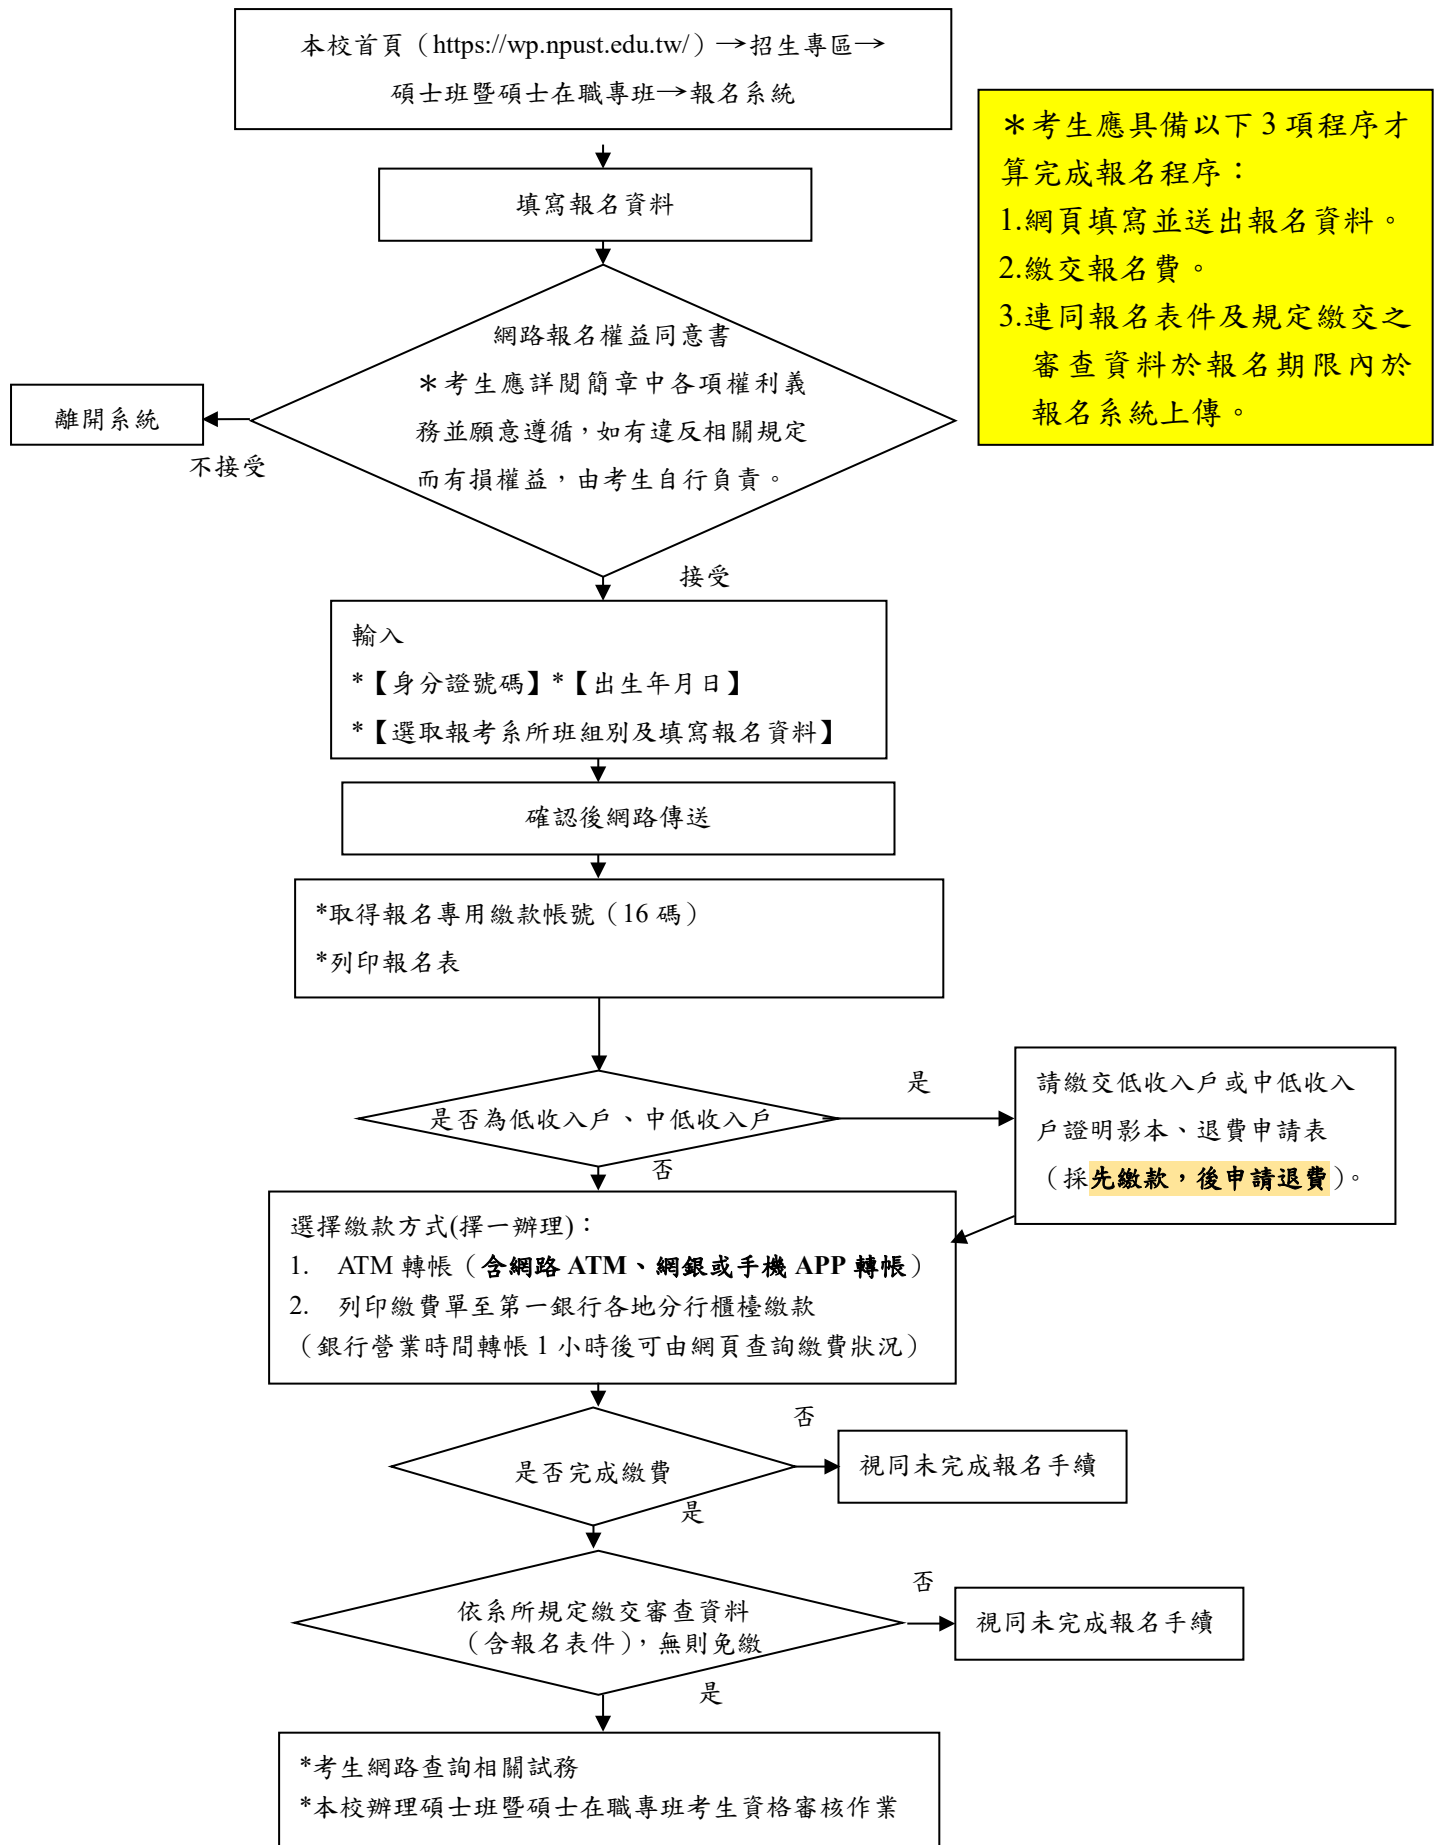 本校首頁（https://wp.npust.edu.tw/）→招生專區→
碩士班暨碩士在職專班→報名系統
＊考生應具備以下 3 項程序才
算完成報名程序：
1.網頁填寫並送出報名資料。
2.繳交報名費。
3.連同報名表件及規定繳交之
審查資料於報名期限內於
報名系統上傳。
填寫報名資料
網路報名權益同意書
＊考生應詳閱簡章中各項權利義
務並願意遵循，如有違反相關規定
而有損權益，由考生自行負責。
離開系統
不接受
接受
輸入
*【身分證號碼】*【出生年月日】
*【選取報考系所班組別及填寫報名資料】
確認後網路傳送
*取得報名專用繳款帳號（16 碼）
*列印報名表
是否為低收入戶、中低收入戶
是
請繳交低收入戶或中低收入
戶證明影本、退費申請表
（採先繳款，後申請退費）。
否
選擇繳款方式(擇一辦理)：
1. ATM 轉帳（含網路 ATM、網銀或手機 APP 轉帳）
2. 列印繳費單至第一銀行各地分行櫃檯繳款
（銀行營業時間轉帳 1 小時後可由網頁查詢繳費狀況）
是否完成繳費
否
視同未完成報名手續
是
依系所規定繳交審查資料
（含報名表件），無則免繳
否
視同未完成報名手續
是
*考生網路查詢相關試務
*本校辦理碩士班暨碩士在職專班考生資格審核作業